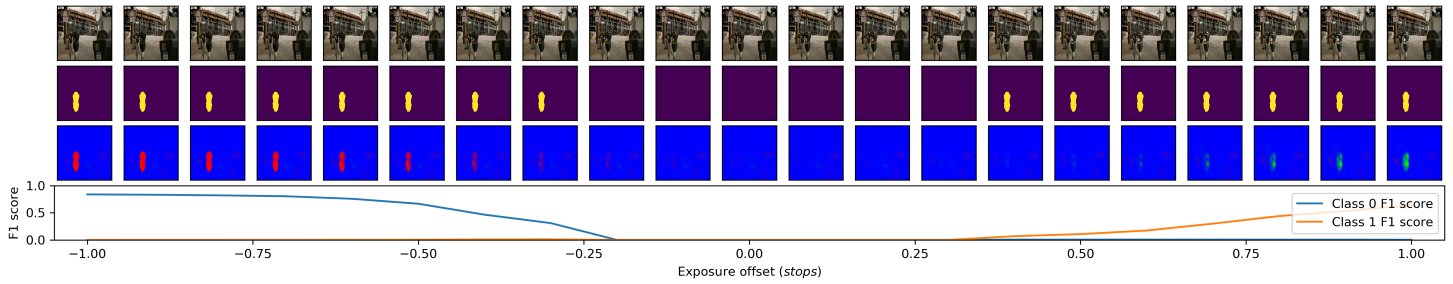 1.0
0.5
0.0
F1 score
Class 0 F1 score
Class 1 F1 score
−1.00 −0.75 −0.50 −0.25 0.00 0.25 0.50 0.75 1.00
Exposure offset (stops)